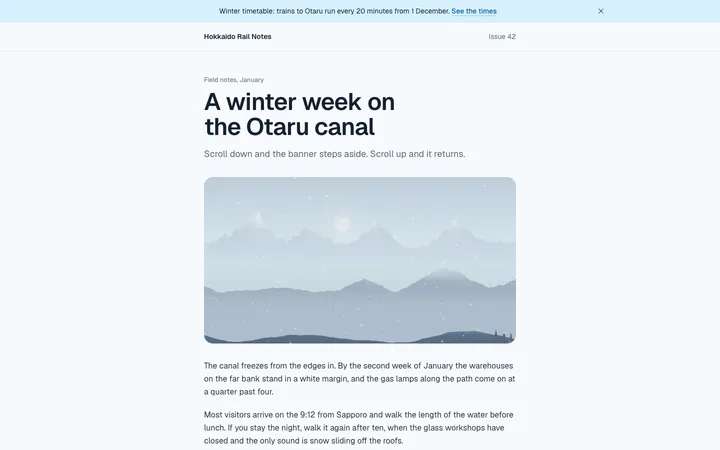 Winter timetable: trains to Otaru run every 20 minutes from 1 December. See the times
Hokkaido Rail Notes
Issue 42
Field notes, January
A winter week on
the Otaru canal
Scroll down and the banner steps aside. Scroll up and it returns.
The canal freezes from the edges in. By the second week of January the warehouses
on the far bank stand in a white margin, and the gas lamps along the path come on at
a quarter past four.
Most visitors arrive on the 9:12 from Sapporo and walk the length of the water before
lunch. If you stay the night, walk it again after ten, when the glass workshops have
closed and the only sound is snow sliding off the roofs.